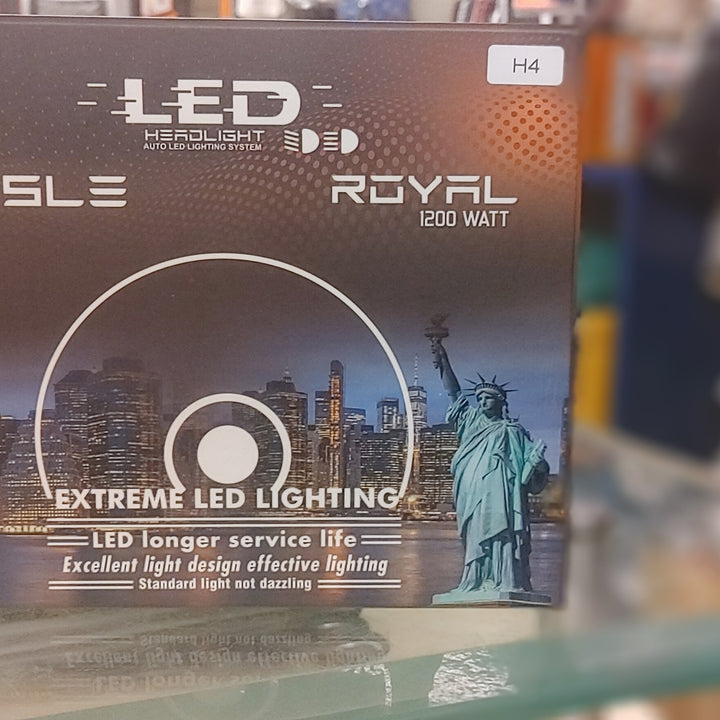 H4
LED
HEADLIGHT
AUTO LED LIGHTING SYSTEM
SLE
ROYAL
1200 WATT
EXTREME LED LIGHTING
LED longer service life
Excellent light design effective lighting
Standard light not dazzling